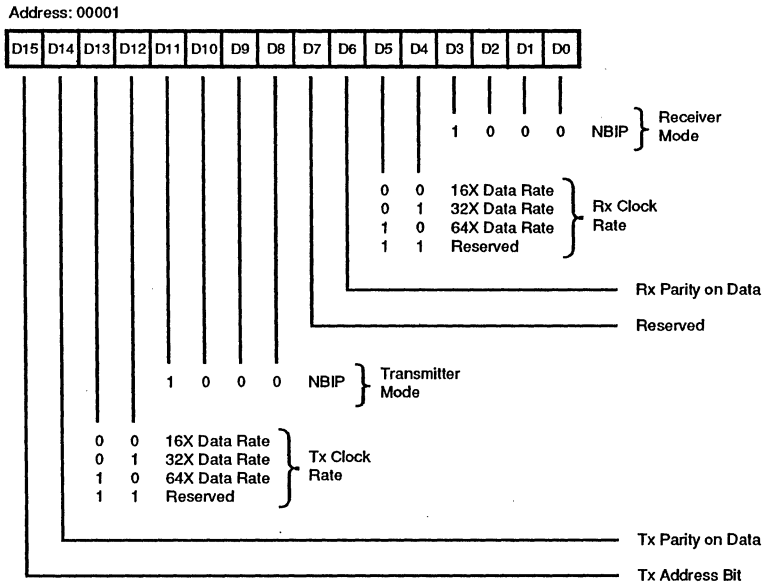 Address: 00001
D15 D14 D13 D12 D11 D10 D9 D8 D7 D6 D5 D4 D3 D2 D1 D0
1 0 0 0 NBIP Receiver Mode
0 0 16X Data Rate
0 1 32X Data Rate
1 0 64X Data Rate
1 1 Reserved
Rx Clock
Rate
Rx Parity on Data
Reserved
1 0 0 0 NBIP Transmitter Mode
0 0 16X Data Rate
0 1 32X Data Rate
1 0 64X Data Rate
1 1 Reserved
Tx Clock
Rate
Tx Parity on Data
Tx Address Bit